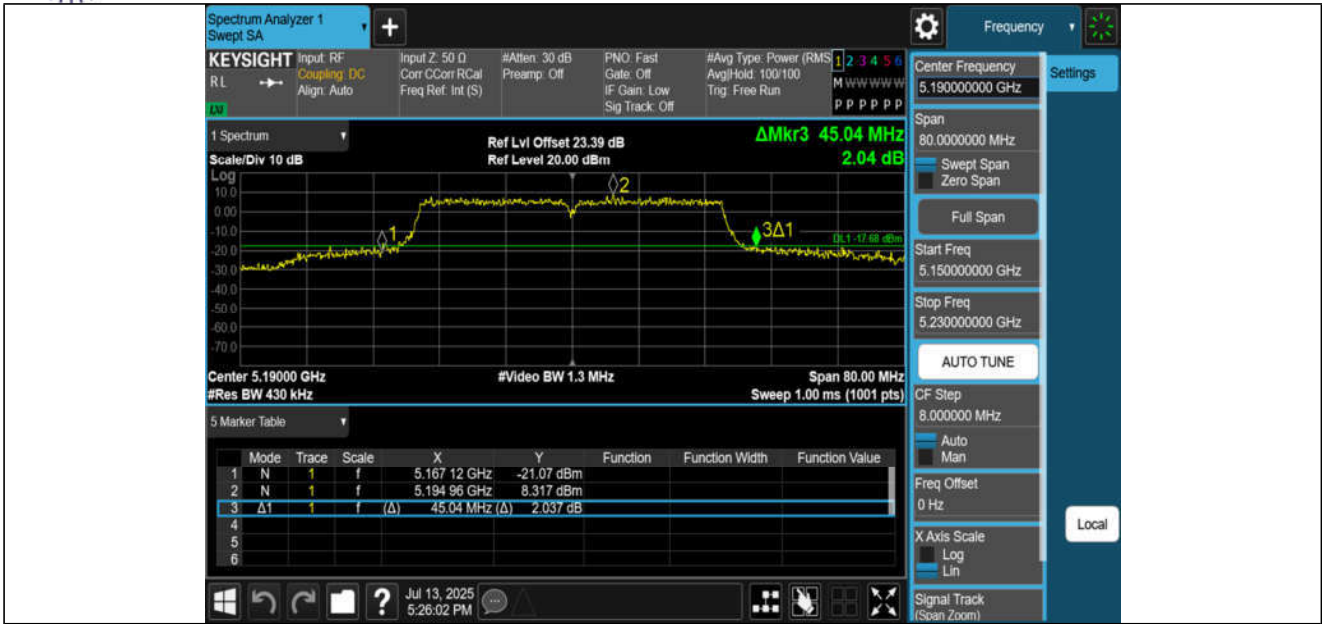 Spectrum Analyzer 1
Swept SA
+
Frequency
KEYSIGHT
RL
LXI
Input: RF
Coupling: DC
Align: Auto
Input Z: 50 Ω
Corr CCorr RCal
Freq Ref: Int (S)
#Atten: 30 dB
Preamp: Off
PNO: Fast
Gate: Off
IF Gain: Low
Sig Track: Off
#Avg Type: Power (RMS
Avg|Hold: 100/100
Trig: Free Run
1 2 3 4 5 6
M W W W W W
P P P P P P
1 Spectrum
Scale/Div 10 dB
Log
Ref Lvl Offset 23.39 dB
Ref Level 20.00 dBm
ΔMkr3 45.04 MHz
2.04 dB
10.0
0.00
-10.0
-20.0
-30.0
-40.0
-50.0
-60.0
-70.0
1
2
3Δ1
DL1 -17.68 dBm
Center 5.19000 GHz
#Res BW 430 kHz
#Video BW 1.3 MHz
Span 80.00 MHz
Sweep 1.00 ms (1001 pts)
5 Marker Table
Mode Trace Scale X Y Function Function Width Function Value
1 N 1 f 5.167 12 GHz -21.07 dBm
2 N 1 f 5.194 96 GHz 8.317 dBm
3 Δ1 1 f (Δ) 45.04 MHz (Δ) 2.037 dB
4
5
6
?
Jul 13, 2025
5:26:02 PM
Center Frequency
5.190000000 GHz
Settings
Span
80.0000000 MHz
Swept Span
Zero Span
Full Span
Start Freq
5.150000000 GHz
Stop Freq
5.230000000 GHz
AUTO TUNE
CF Step
8.000000 MHz
Auto
Man
Freq Offset
0 Hz
X Axis Scale
Log
Lin
Local
Signal Track
(Span Zoom)